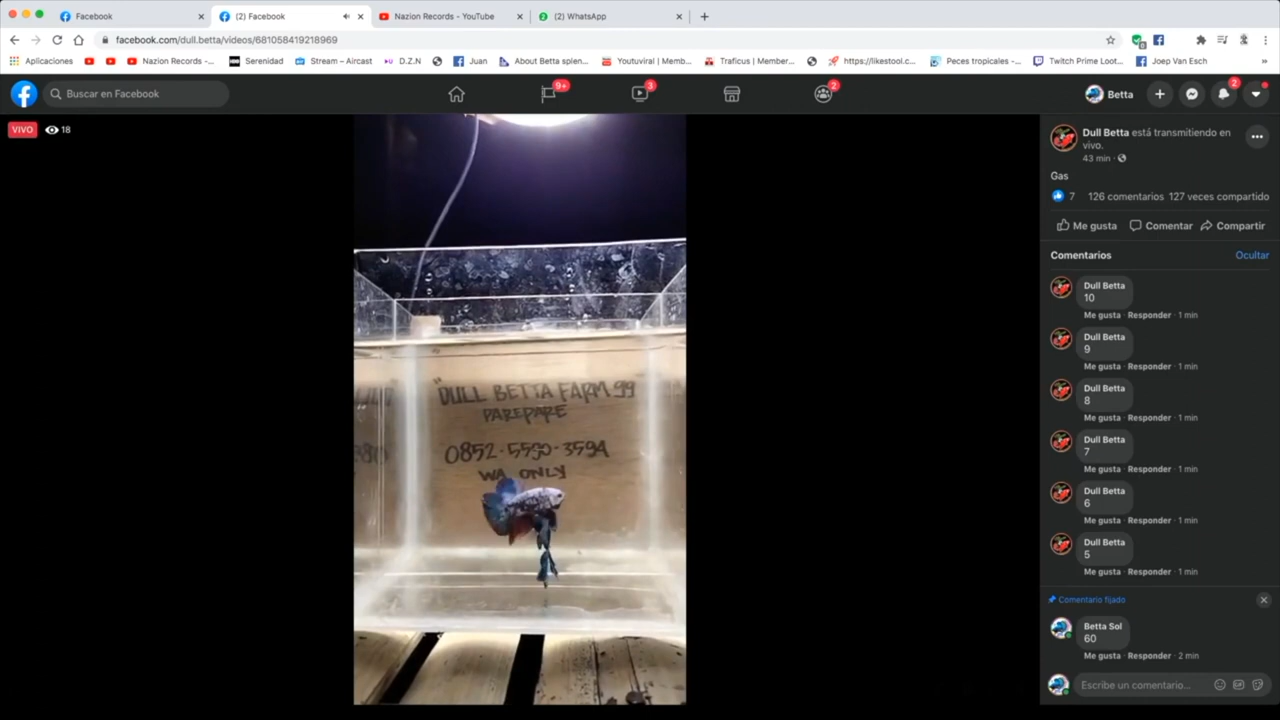 Facebook
(2) Facebook
Nazion Records - YouTube
(2) WhatsApp
facebook.com/dull.betta/videos/681058419218969
Aplicaciones
Nazion Records -...
Serenidad
Stream – Aircast
D.Z.N
Juan
About Betta splen...
Youtuviral | Memb...
Traficus | Member...
https://likestool.c...
Peces tropicales -...
Twitch Prime Loot...
Joep Van Esch
»
Buscar en Facebook
9+
3
2
Betta
2
VIVO
18
Dull Betta está transmitiendo en
vivo.
43 min ·
Gas
7
126 comentarios 127 veces compartido
Me gusta
Comentar
Compartir
Comentarios
Ocultar
Dull Betta
10
Me gusta · Responder · 1 min
Dull Betta
9
Me gusta · Responder · 1 min
Dull Betta
8
Me gusta · Responder · 1 min
Dull Betta
7
Me gusta · Responder · 1 min
Dull Betta
6
Me gusta · Responder · 1 min
Dull Betta
5
Me gusta · Responder · 1 min
Comentario fijado
Betta Sol
60
Me gusta · Responder · 2 min
Escribe un comentario...
"DULL BETTA FARM 99
PAREPARE
0852-5590-3594
WA ONLY